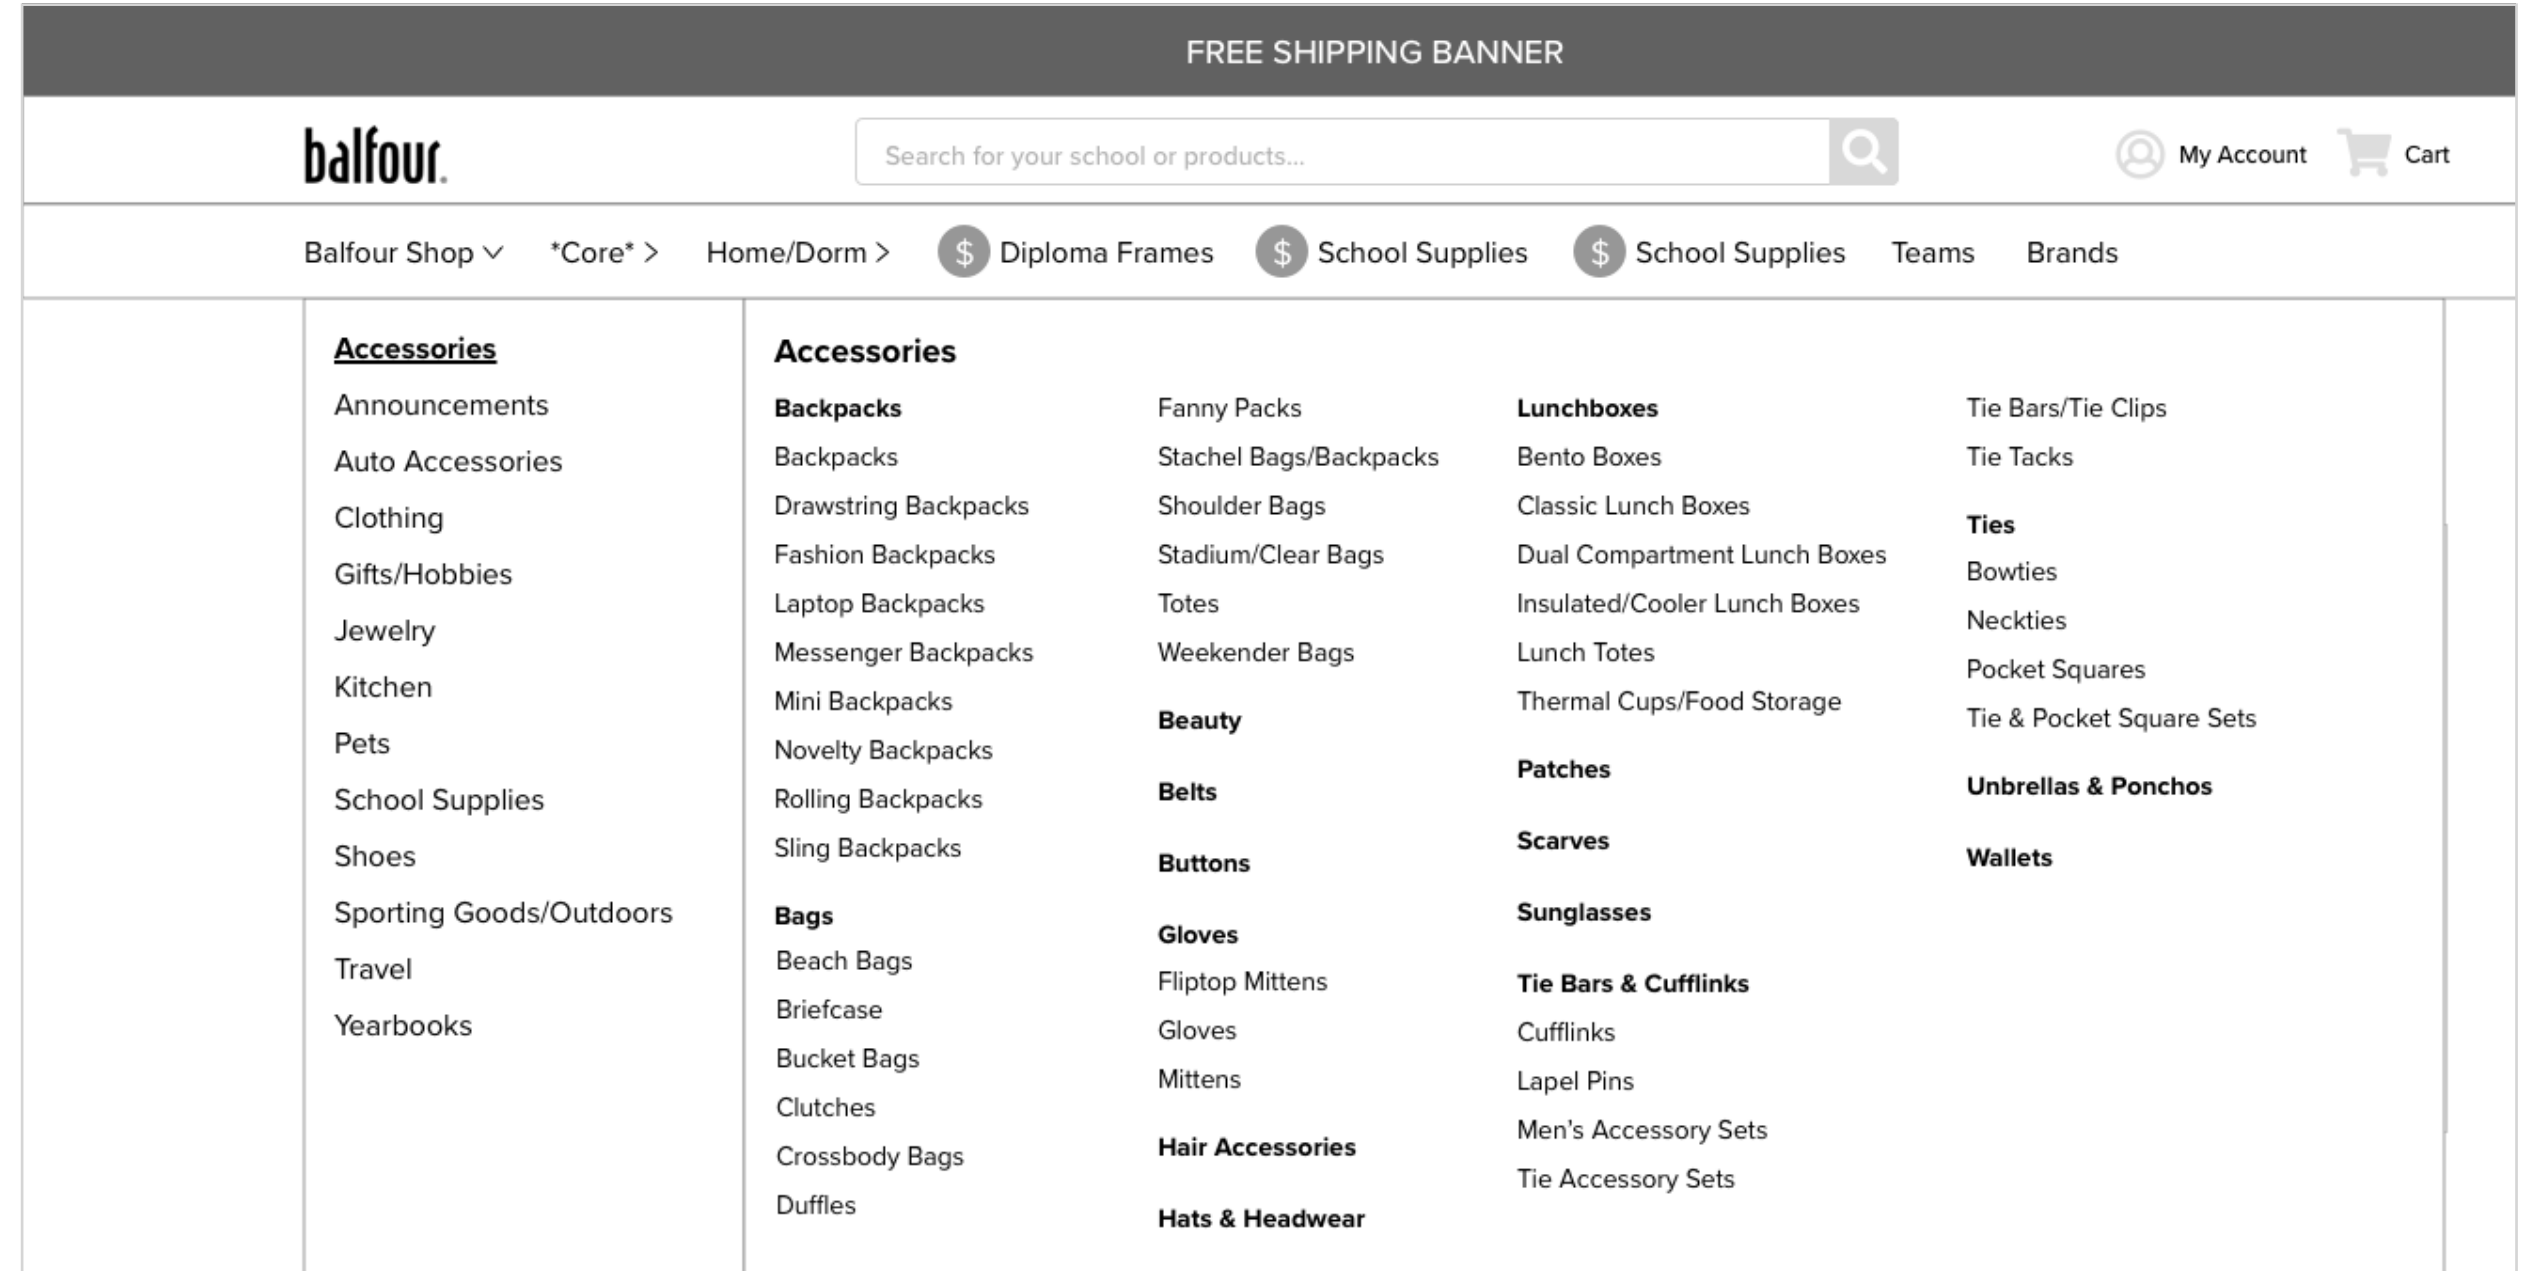 FREE SHIPPING BANNER
balfour.
Search for your school or products...
My Account
Cart
Balfour Shop
*Core* >
Home/Dorm >
$ Diploma Frames
$ School Supplies
$ School Supplies
Teams
Brands
Accessories
Announcements
Auto Accessories
Clothing
Gifts/Hobbies
Jewelry
Kitchen
Pets
School Supplies
Shoes
Sporting Goods/Outdoors
Travel
Yearbooks
Accessories
Backpacks
Backpacks
Drawstring Backpacks
Fashion Backpacks
Laptop Backpacks
Messenger Backpacks
Mini Backpacks
Novelty Backpacks
Rolling Backpacks
Sling Backpacks
Bags
Beach Bags
Briefcase
Bucket Bags
Clutches
Crossbody Bags
Duffles
Fanny Packs
Stachel Bags/Backpacks
Shoulder Bags
Stadium/Clear Bags
Totes
Weekender Bags
Beauty
Belts
Buttons
Gloves
Fliptop Mittens
Gloves
Mittens
Hair Accessories
Hats & Headwear
Lunchboxes
Bento Boxes
Classic Lunch Boxes
Dual Compartment Lunch Boxes
Insulated/Cooler Lunch Boxes
Lunch Totes
Thermal Cups/Food Storage
Patches
Scarves
Sunglasses
Tie Bars & Cufflinks
Cufflinks
Lapel Pins
Men's Accessory Sets
Tie Accessory Sets
Tie Bars/Tie Clips
Tie Tacks
Ties
Bowties
Neckties
Pocket Squares
Tie & Pocket Square Sets
Unbrellas & Ponchos
Wallets